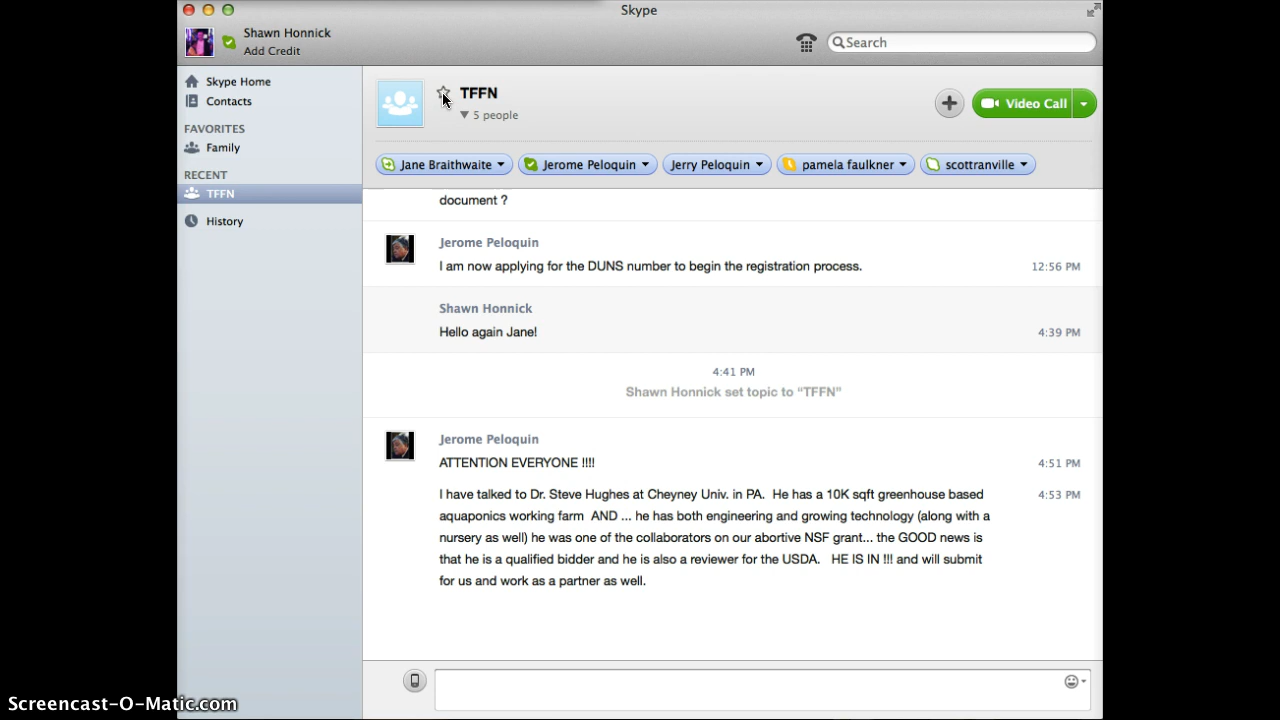 Skype
Shawn Honnick
Add Credit
Search
Skype Home
Contacts
FAVORITES
Family
RECENT
TFFN
History
TFFN
5 people
Video Call
Jane Braithwaite
Jerome Peloquin
Jerry Peloquin
pamela faulkner
scottranville
document ?
Jerome Peloquin
I am now applying for the DUNS number to begin the registration process.
12:56 PM
Shawn Honnick
Hello again Jane!
4:39 PM
4:41 PM
Shawn Honnick set topic to “TFFN”
Jerome Peloquin
ATTENTION EVERYONE !!!!
4:51 PM
I have talked to Dr. Steve Hughes at Cheyney Univ. in PA.  He has a 10K sqft greenhouse based
4:53 PM
aquaponics working farm  AND ... he has both engineering and growing technology (along with a
nursery as well) he was one of the collaborators on our abortive NSF grant... the GOOD news is
that he is a qualified bidder and he is also a reviewer for the USDA.   HE IS IN !!! and will submit
for us and work as a partner as well.
Screencast-O-Matic.com